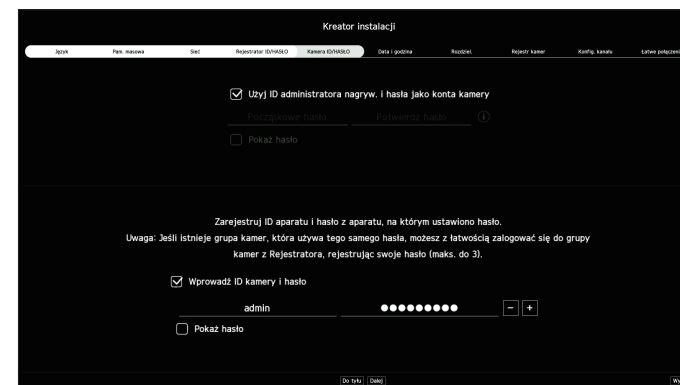 Kreator instalacji
Język Pam. masowa Sieć Rejestrator ID/HASŁO Kamera ID/HASŁO Data i godzina Rozdziel. Rejestr kamer Konfig. kanału Łatwe połączeni
Użyj ID administratora nagryw. i hasła jako konta kamery
Początkowe hasło Potwierdź hasło
Pokaż hasło
Zarejestruj ID aparatu i hasło z aparatu, na którym ustawiono hasło.
Uwaga: Jeśli istnieje grupa kamer, która używa tego samego hasła, możesz z łatwością zalogować się do grupy
kamer z Rejestratora, rejestrując swoje hasło (maks. do 3).
Wprowadź ID kamery i hasło
admin ●●●●●●●●● − +
Pokaż hasło
Do tyłu Dalej Wy